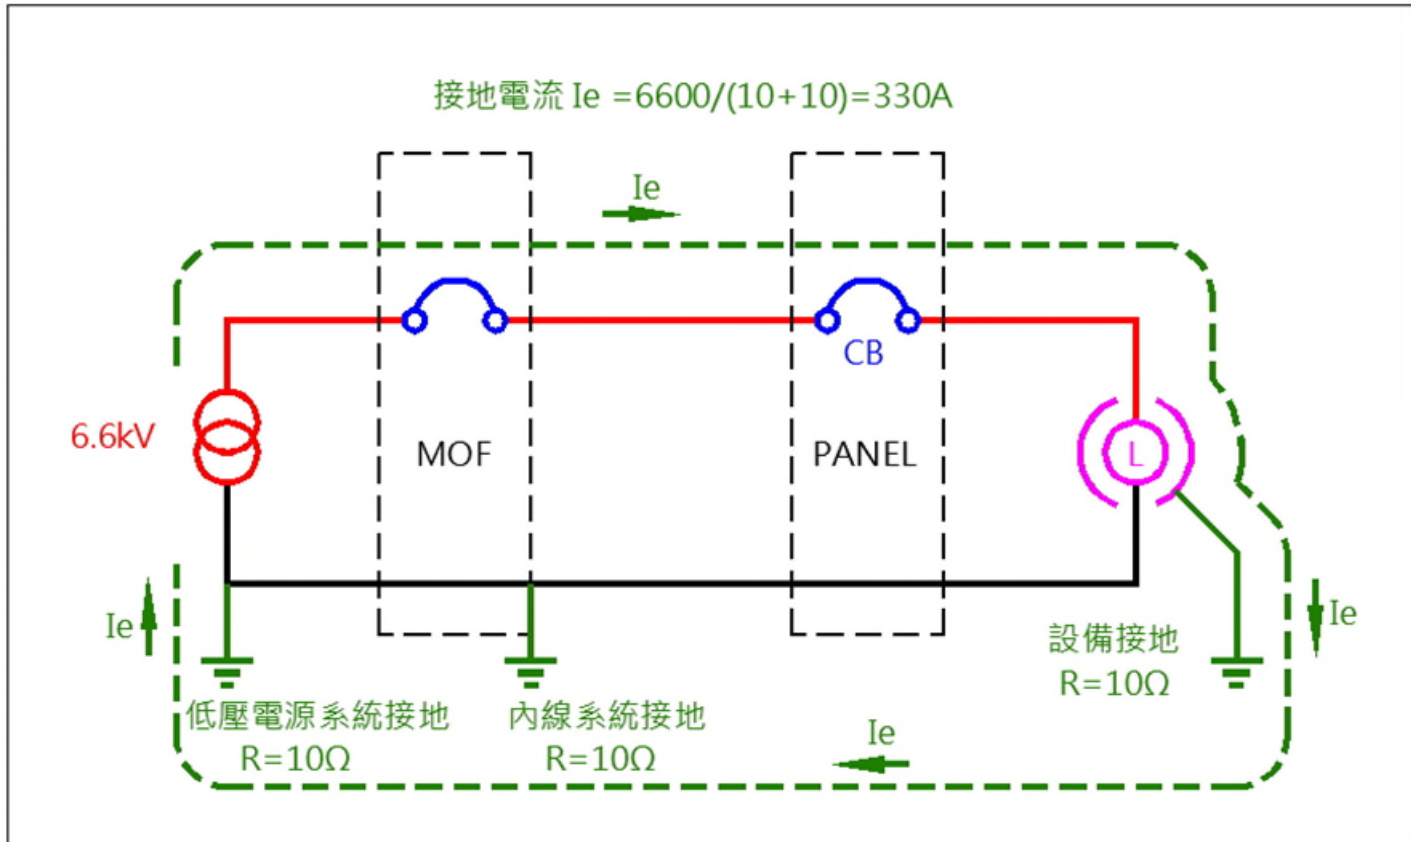 接地電流 Ie =6600/(10+10)=330A
Ie
CB
6.6kV
MOF
PANEL
L
Ie
Ie
設備接地
R=10Ω
低壓電源系統接地
R=10Ω
內線系統接地
R=10Ω
Ie